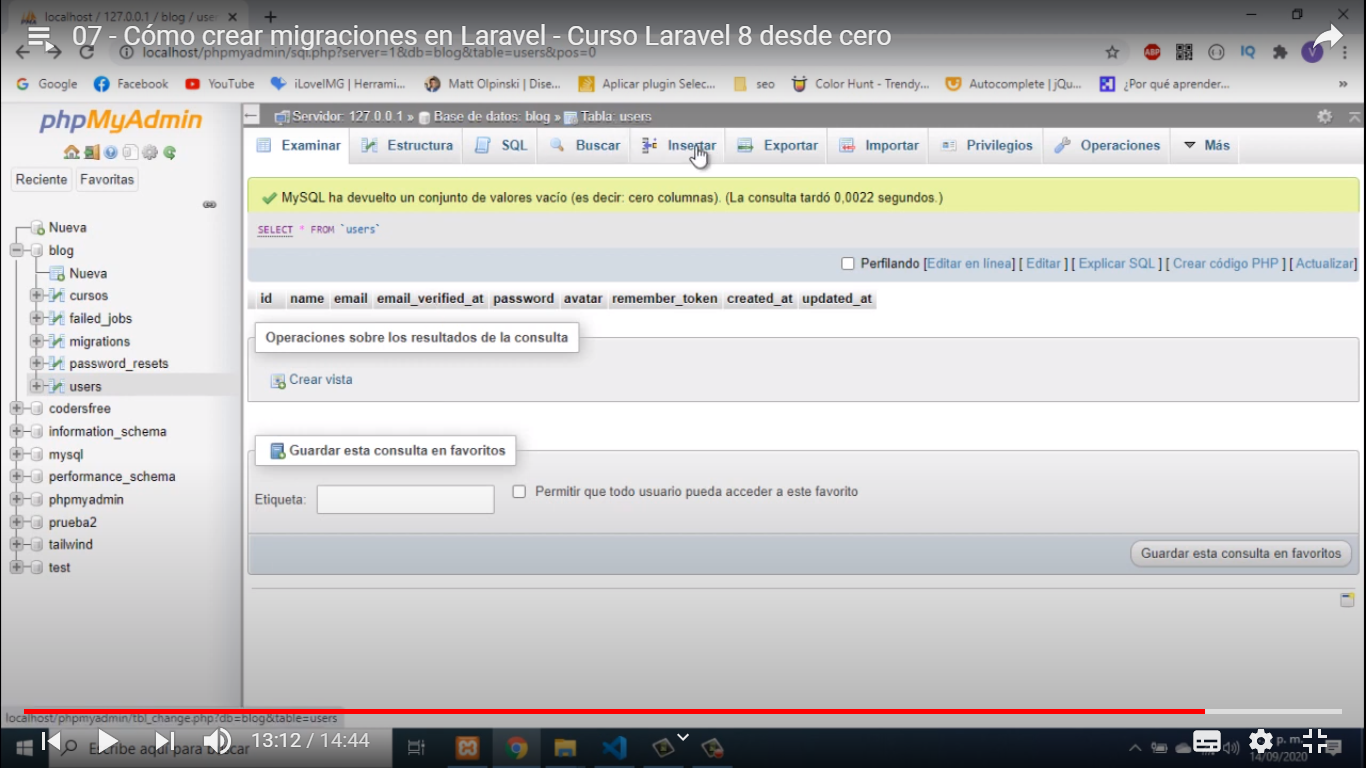 localhost / 127.0.0.1 / blog / user
07 - Cómo crear migraciones en Laravel - Curso Laravel 8 desde cero
localhost/phpmyadmin/sql.php?server=1&db=blog&table=users&pos=0
ABP
IQ
V
Google Facebook YouTube iLoveIMG | Herrami... Matt Olpinski | Dise... Aplicar plugin Selec... seo Color Hunt - Trendy... Autocomplete | jQu... ¿Por qué aprender... »
phpMyAdmin
Reciente Favoritas
Nueva
blog
Nueva
cursos
failed_jobs
migrations
password_resets
users
codersfree
information_schema
mysql
performance_schema
phpmyadmin
prueba2
tailwind
test
Servidor: 127.0.0.1 » Base de datos: blog » Tabla: users
Examinar Estructura SQL Buscar Insertar Exportar Importar Privilegios Operaciones Más
MySQL ha devuelto un conjunto de valores vacío (es decir: cero columnas). (La consulta tardó 0,0022 segundos.)
SELECT * FROM `users`
Perfilando [Editar en línea] [ Editar ] [ Explicar SQL ] [ Crear código PHP ] [ Actualizar]
id name email email_verified_at password avatar remember_token created_at updated_at
Operaciones sobre los resultados de la consulta
Crear vista
Guardar esta consulta en favoritos
Etiqueta: Permitir que todo usuario pueda acceder a este favorito
Guardar esta consulta en favoritos
localhost/phpmyadmin/tbl_change.php?db=blog&table=users
Escribe aquí para buscar
13:12 / 14:44
p. m.
14/09/2020